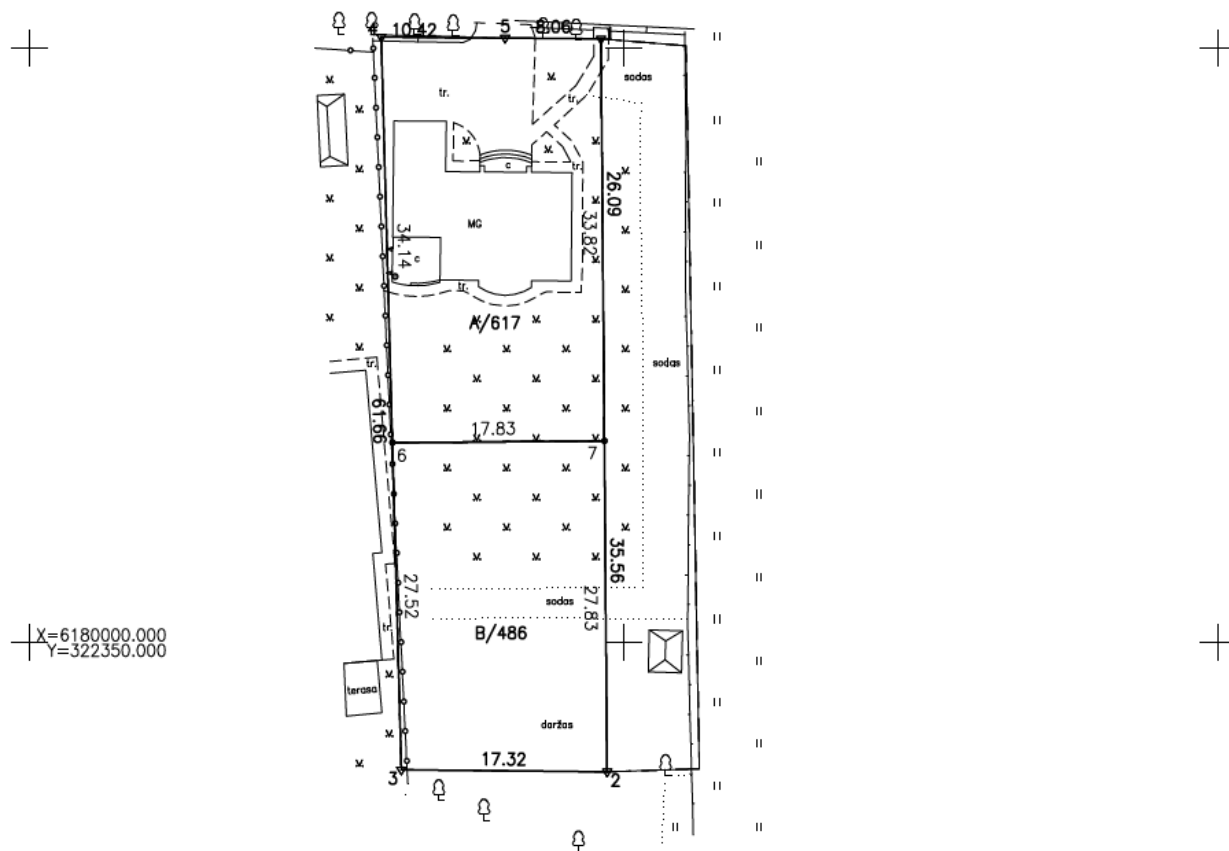 4
10.42
5
8.06
sodas
tr.
tr.
c
tr.
26.09
33.82
MG
34.14
c
tr.
A/617
sodas
tr.
61.66
17.83
6
7
35.56
27.52
27.83
sodas
tr.
B/486
X=6180000.000
Y=322350.000
terasa
daržas
17.32
3
2